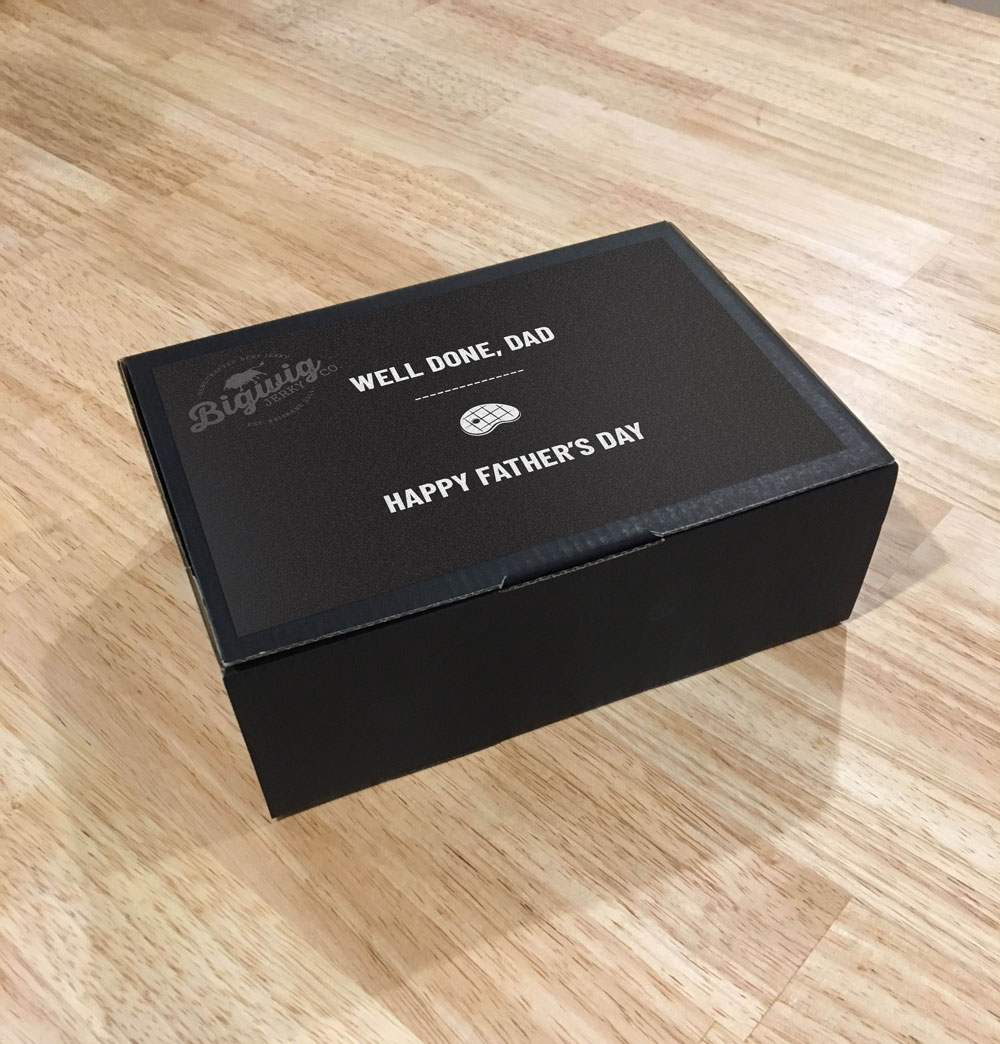 Bigwig
JERKY CO.
WELL DONE, DAD
HAPPY FATHER'S DAY